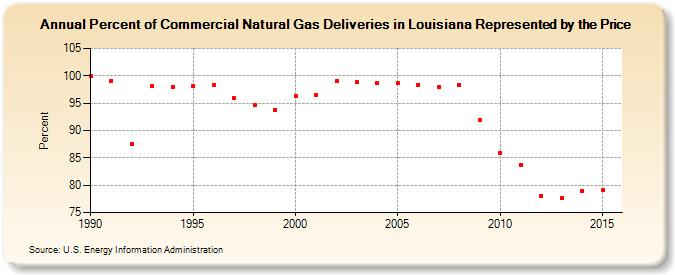 Annual Percent of Commercial Natural Gas Deliveries in Louisiana Represented by the Price
105
100
95
90
85
80
75
Percent
1990 1995 2000 2005 2010 2015
Source: U.S. Energy Information Administration